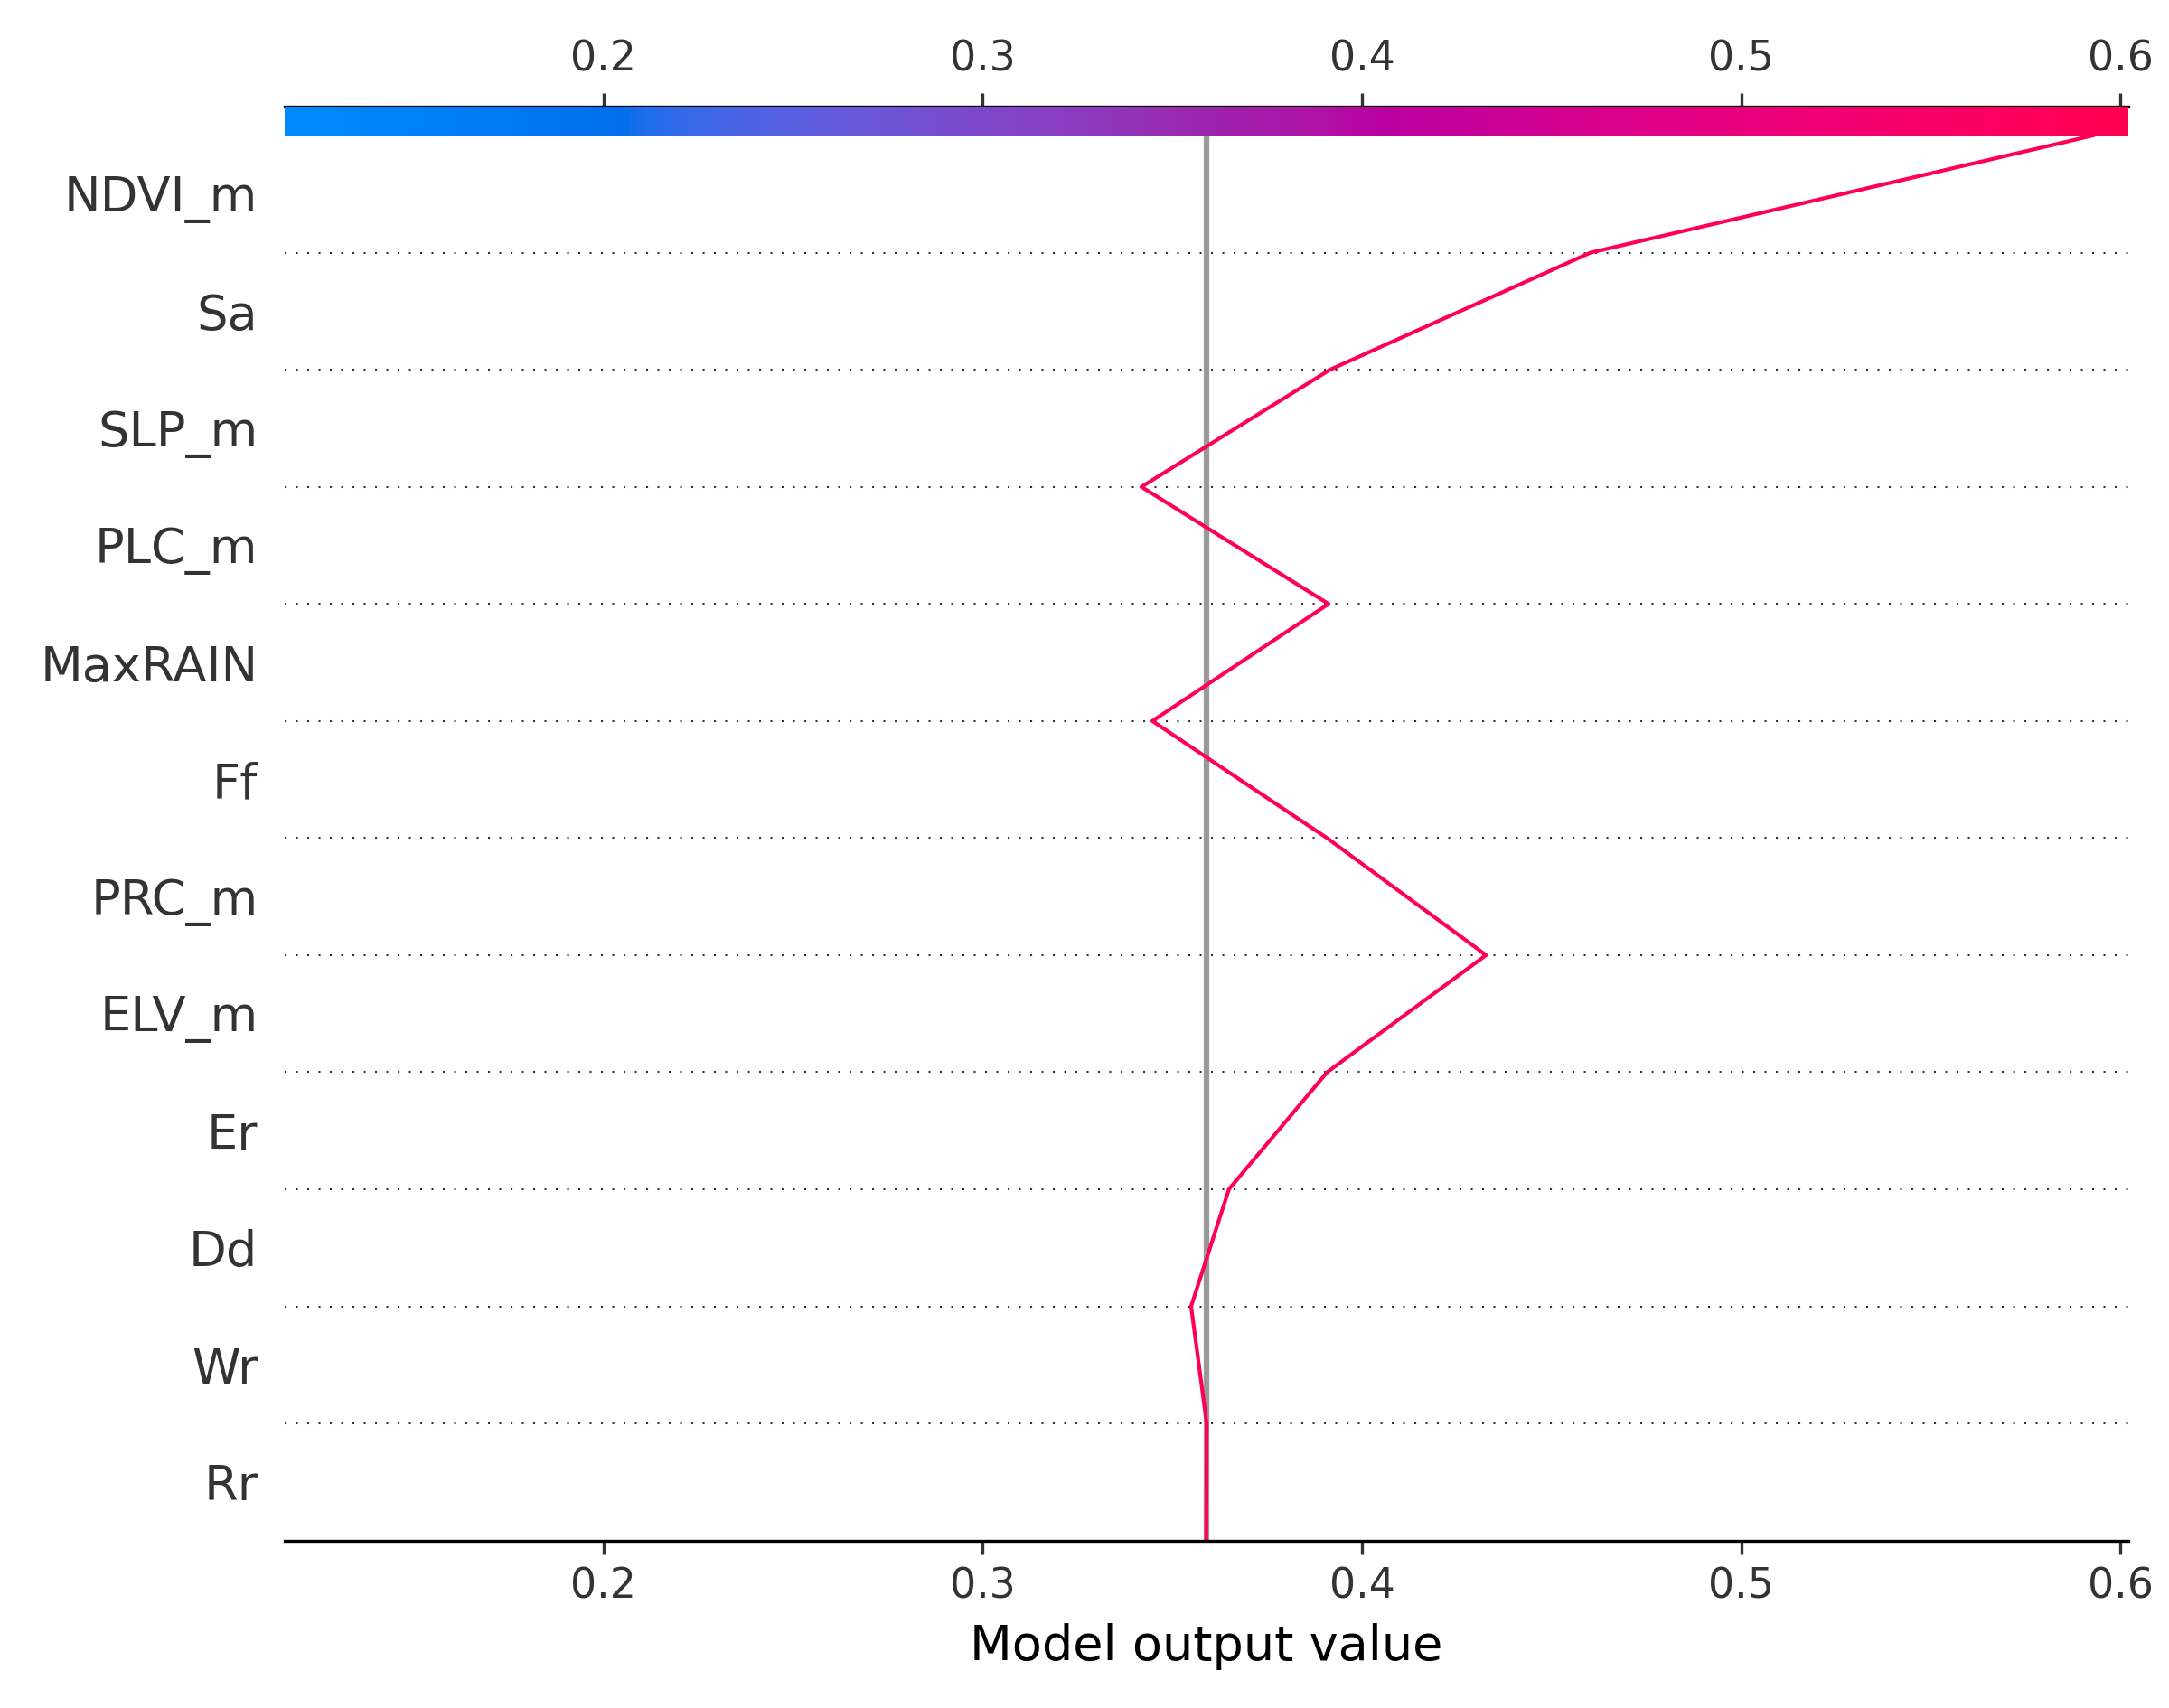 0.2 0.3 0.4 0.5 0.6
NDVI_m
Sa
SLP_m
PLC_m
MaxRAIN
Ff
PRC_m
ELV_m
Er
Dd
Wr
Rr
0.2 0.3 0.4 0.5 0.6
Model output value